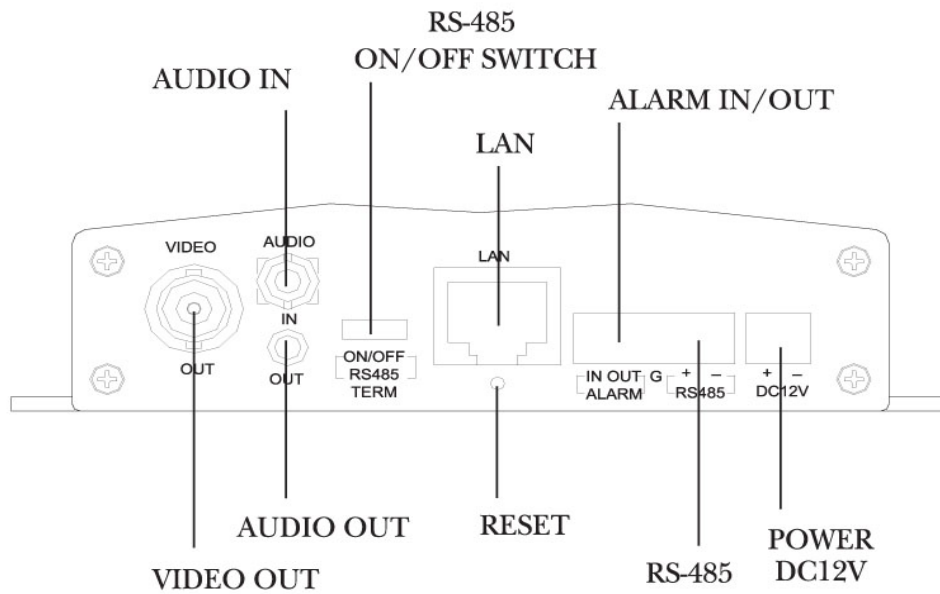 RS-485
ON/OFF SWITCH
AUDIO IN
ALARM IN/OUT
LAN
VIDEO
AUDIO
LAN
IN
OUT
OUT
ON/OFF
RS485
TERM
IN OUT G + –
ALARM RS485
+ –
DC12V
AUDIO OUT
RESET
VIDEO OUT
RS-485
POWER
DC12V